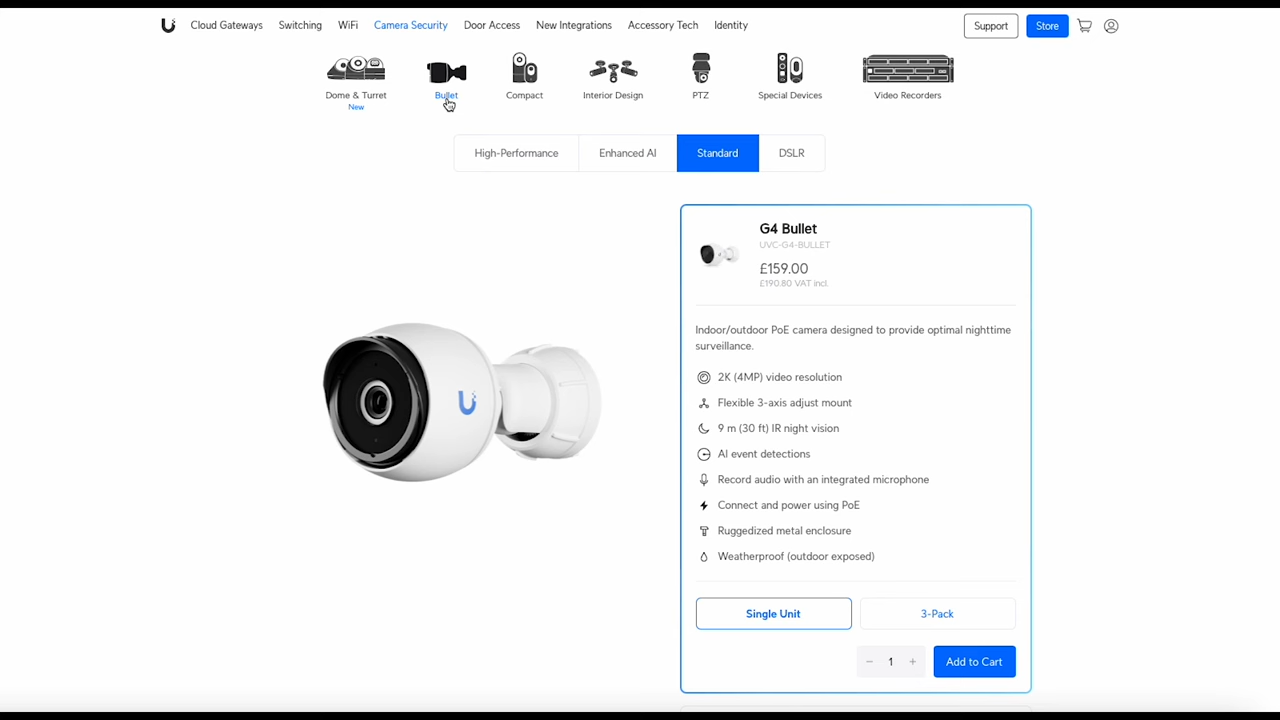 Cloud Gateways Switching WiFi Camera Security Door Access New Integrations Accessory Tech Identity Support Store
Dome & Turret Bullet Compact Interior Design PTZ Special Devices Video Recorders
New
High-Performance Enhanced AI Standard DSLR
G4 Bullet
UVC-G4-BULLET
£159.00
£190.80 VAT incl.
Indoor/outdoor PoE camera designed to provide optimal nighttime
surveillance.
2K (4MP) video resolution
Flexible 3-axis adjust mount
9 m (30 ft) IR night vision
AI event detections
Record audio with an integrated microphone
Connect and power using PoE
Ruggedized metal enclosure
Weatherproof (outdoor exposed)
Single Unit 3-Pack
− 1 + Add to Cart